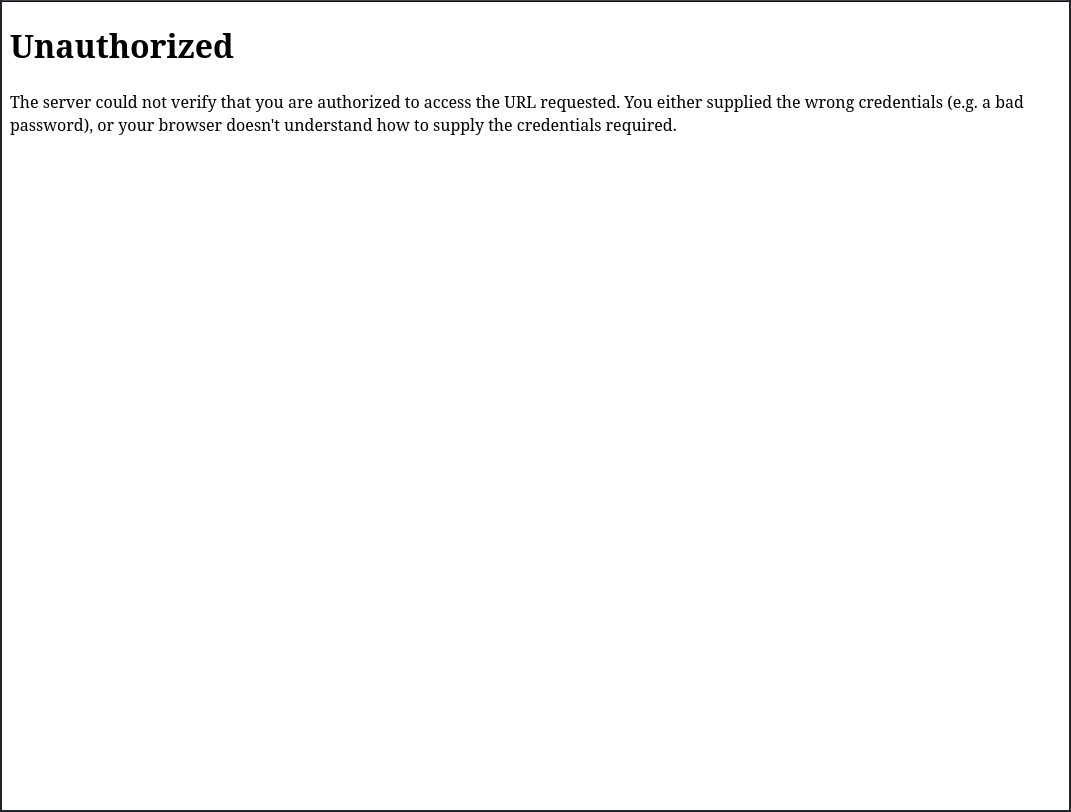 Unauthorized
The server could not verify that you are authorized to access the URL requested. You either supplied the wrong credentials (e.g. a bad
password), or your browser doesn't understand how to supply the credentials required.